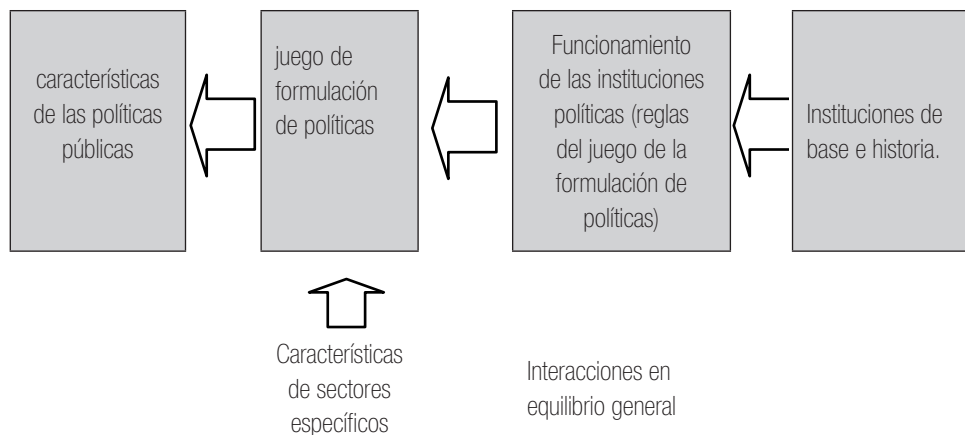 características
de las políticas
públicas
juego de
formulación
de políticas
Funcionamiento
de las instituciones
políticas (reglas
del juego de la
formulación de
políticas)
Instituciones de
base e historia.
Características
de sectores
específicos
Interacciones en
equilibrio general